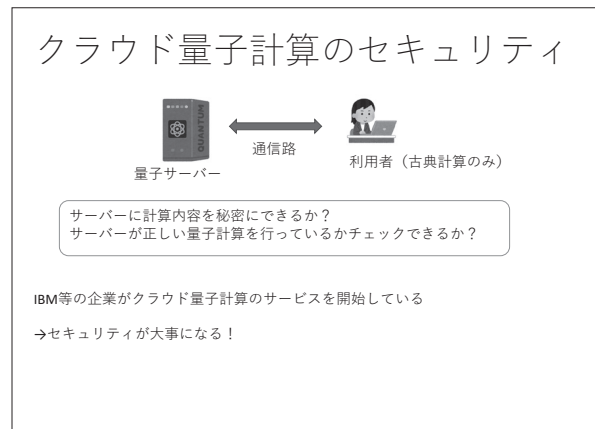 クラウド量子計算のセキュリティ
QUANTUM
通信路
量子サーバー
利用者（古典計算のみ）
サーバーに計算内容を秘密にできるか？
サーバーが正しい量子計算を行っているかチェックできるか？
IBM等の企業がクラウド量子計算のサービスを開始している
→セキュリティが大事になる！